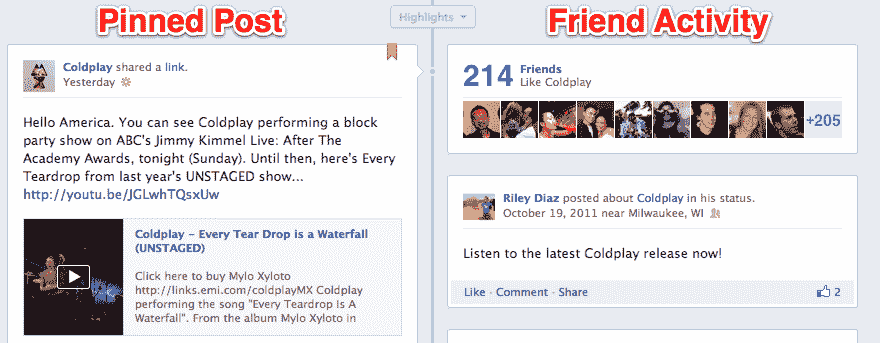 Pinned Post
Highlights
Friend Activity
Coldplay shared a link.
Yesterday
Hello America. You can see Coldplay performing a block
party show on ABC's Jimmy Kimmel Live: After The
Academy Awards, tonight (Sunday). Until then, here's Every
Teardrop from last year's UNSTAGED show...
http://youtu.be/JGLwhTQsxUw
Coldplay - Every Tear Drop is a Waterfall
(UNSTAGED)
Click here to buy Mylo Xyloto
http://links.emi.com/coldplayMX Coldplay
performing the song "Every Teardrop Is A
Waterfall". From the album Mylo Xyloto in
214 Friends
Like Coldplay
+205
Riley Diaz posted about Coldplay in his status.
October 19, 2011 near Milwaukee, WI
Listen to the latest Coldplay release now!
Like · Comment · Share
2